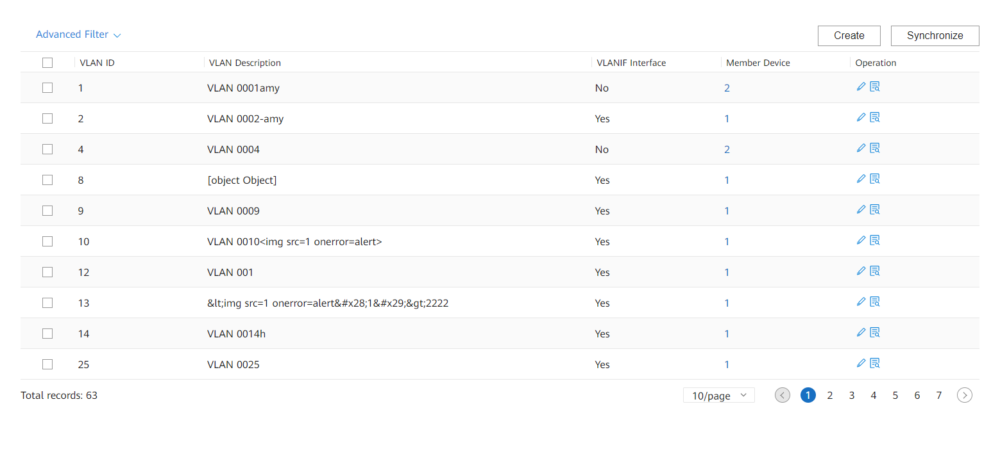 Advanced Filter
Create Synchronize
VLAN ID VLAN Description VLANIF Interface Member Device Operation
1 VLAN 0001amy No 2
2 VLAN 0002-amy Yes 1
4 VLAN 0004 No 2
8 [object Object] Yes 1
9 VLAN 0009 Yes 1
10 VLAN 0010<img src=1 onerror=alert> Yes 1
12 VLAN 001 Yes 1
13 &lt;img src=1 onerror=alert&#x28;1&#x29;&gt;2222 Yes 1
14 VLAN 0014h Yes 1
25 VLAN 0025 Yes 1
Total records: 63 10/page 1 2 3 4 5 6 7